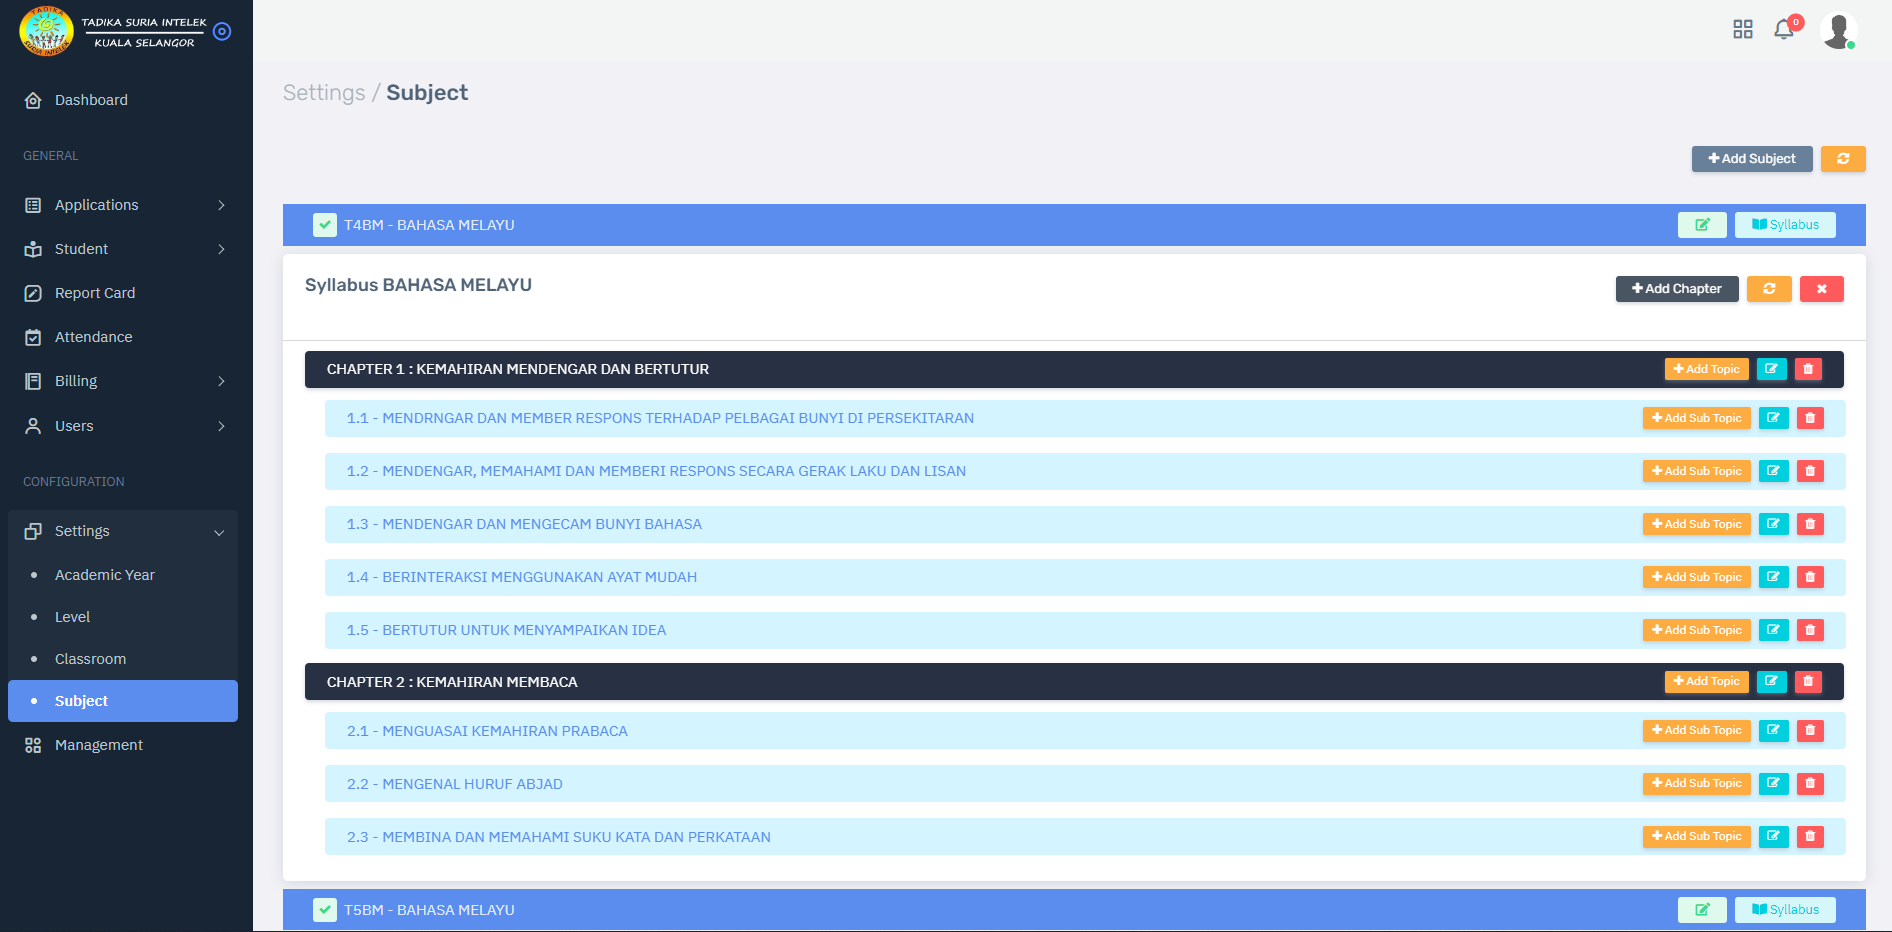 TADIKA
SURIA INTELEK
TADIKA SURIA INTELEK
KUALA SELANGOR
0
Dashboard
GENERAL
Applications
Student
Report Card
Attendance
Billing
Users
CONFIGURATION
Settings
Academic Year
Level
Classroom
Subject
Management
Settings / Subject
Add Subject
T4BM - BAHASA MELAYU
Syllabus
Syllabus BAHASA MELAYU
Add Chapter
CHAPTER 1 : KEMAHIRAN MENDENGAR DAN BERTUTUR
Add Topic
1.1 - MENDRNGAR DAN MEMBER RESPONS TERHADAP PELBAGAI BUNYI DI PERSEKITARAN
Add Sub Topic
1.2 - MENDENGAR, MEMAHAMI DAN MEMBERI RESPONS SECARA GERAK LAKU DAN LISAN
Add Sub Topic
1.3 - MENDENGAR DAN MENGECAM BUNYI BAHASA
Add Sub Topic
1.4 - BERINTERAKSI MENGGUNAKAN AYAT MUDAH
Add Sub Topic
1.5 - BERTUTUR UNTUK MENYAMPAIKAN IDEA
Add Sub Topic
CHAPTER 2 : KEMAHIRAN MEMBACA
Add Topic
2.1 - MENGUASAI KEMAHIRAN PRABACA
Add Sub Topic
2.2 - MENGENAL HURUF ABJAD
Add Sub Topic
2.3 - MEMBINA DAN MEMAHAMI SUKU KATA DAN PERKATAAN
Add Sub Topic
T5BM - BAHASA MELAYU
Syllabus